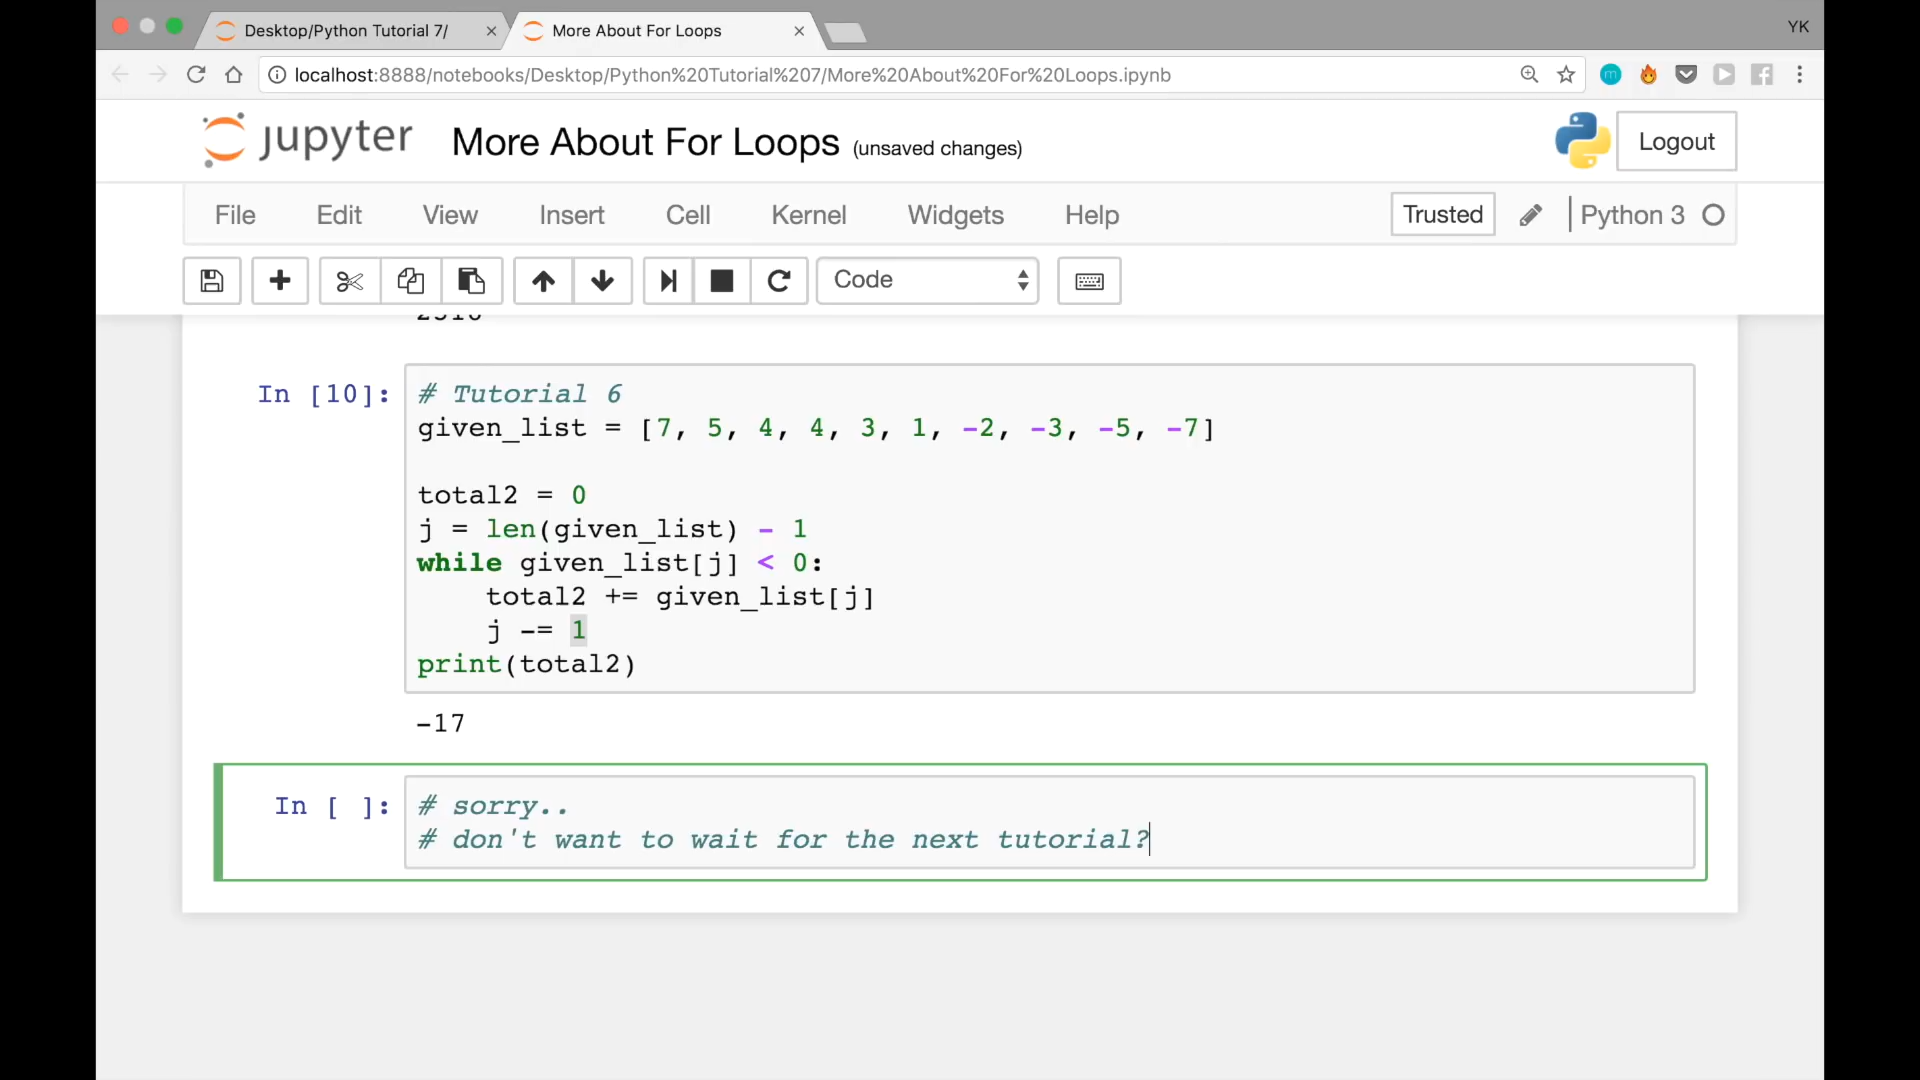 Desktop/Python Tutorial 7/
More About For Loops
YK
localhost:8888/notebooks/Desktop/Python%20Tutorial%207/More%20About%20For%20Loops.ipynb
jupyter More About For Loops (unsaved changes)
Logout
File Edit View Insert Cell Kernel Widgets Help Trusted Python 3
Code
In [10]: # Tutorial 6
given_list = [7, 5, 4, 4, 3, 1, -2, -3, -5, -7]
total2 = 0
j = len(given_list) - 1
while given_list[j] < 0:
total2 += given_list[j]
j -= 1
print(total2)
-17
In [ ]: # sorry..
# don't want to wait for the next tutorial?